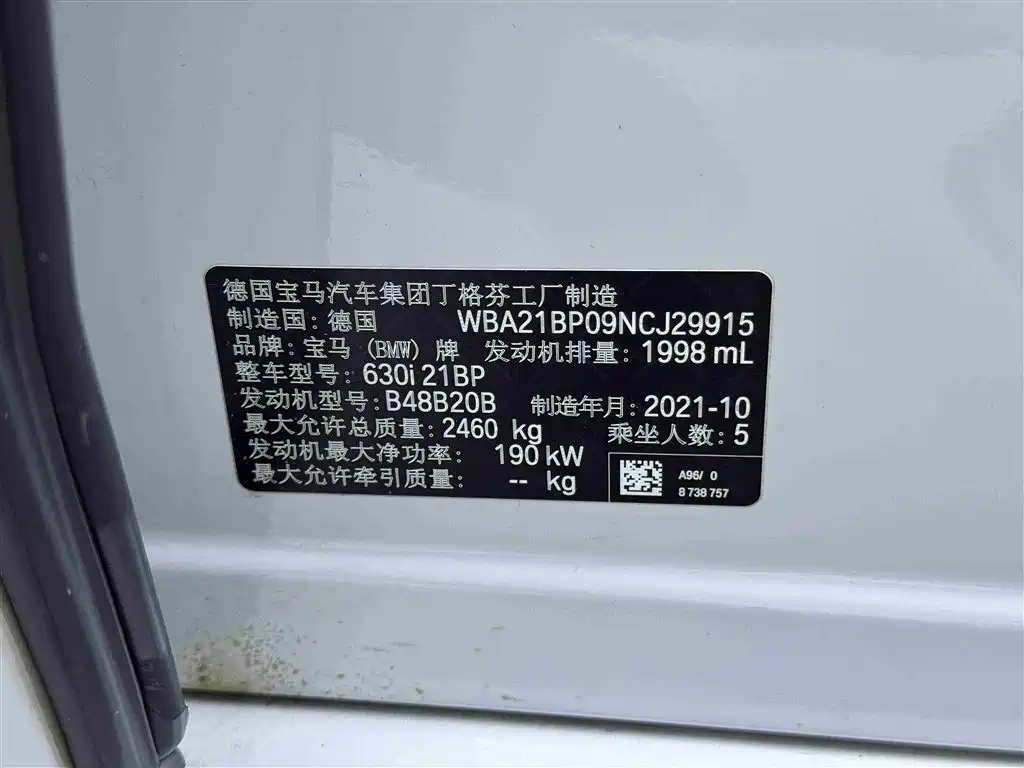 德国宝马汽车集团丁格芬工厂制造
制造国：德国 WBA21BP09NCJ29915
品牌：宝马（BMW）牌 发动机排量：1998 mL
整车型号：630i 21BP
发动机型号：B48B20B 制造年月：2021-10
最大允许总质量：2460 kg 乘坐人数：5
发动机最大净功率： 190 kW
最大允许牵引质量： -- kg
A96/ 0
8 738 757